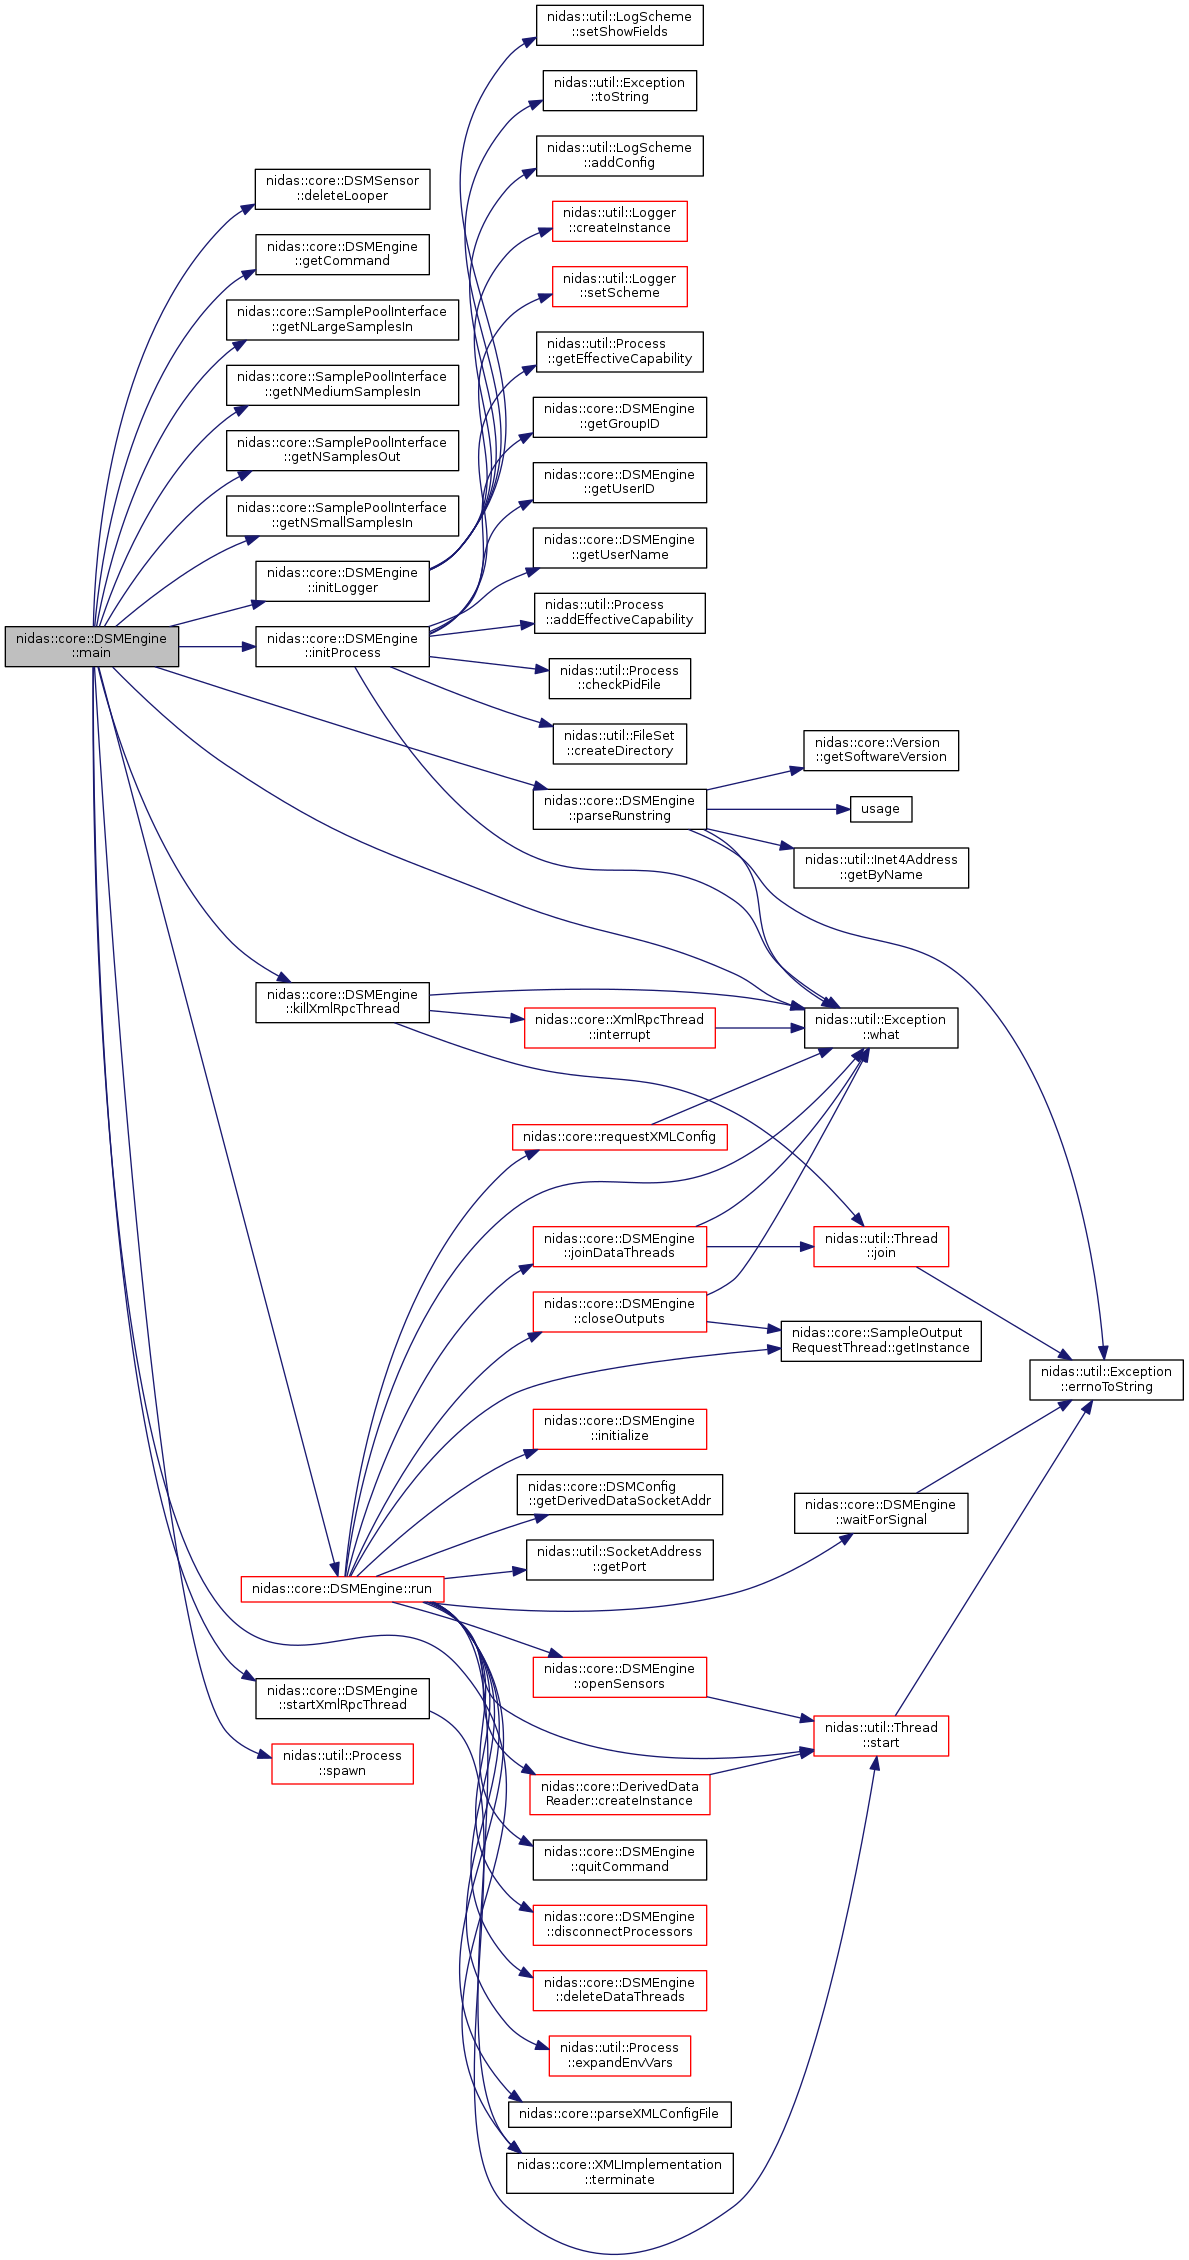 nidas::util::LogScheme
::setShowFields
nidas::util::Exception
::toString
nidas::util::LogScheme
::addConfig
nidas::core::DSMSensor
::deleteLooper
nidas::util::Logger
::createInstance
nidas::core::DSMEngine
::getCommand
nidas::util::Logger
::setScheme
nidas::core::SamplePoolInterface
::getNLargeSamplesIn
nidas::util::Process
::getEffectiveCapability
nidas::core::SamplePoolInterface
::getNMediumSamplesIn
nidas::core::DSMEngine
::getGroupID
nidas::core::SamplePoolInterface
::getNSamplesOut
nidas::core::DSMEngine
::getUserID
nidas::core::SamplePoolInterface
::getNSmallSamplesIn
nidas::core::DSMEngine
::getUserName
nidas::core::DSMEngine
::initLogger
nidas::util::Process
::addEffectiveCapability
nidas::core::DSMEngine
::main
nidas::core::DSMEngine
::initProcess
nidas::util::Process
::checkPidFile
nidas::util::FileSet
::createDirectory
nidas::core::Version
::getSoftwareVersion
nidas::core::DSMEngine
::parseRunstring
usage
nidas::util::Inet4Address
::getByName
nidas::core::DSMEngine
::killXmlRpcThread
nidas::core::XmlRpcThread
::interrupt
nidas::util::Exception
::what
nidas::core::requestXMLConfig
nidas::core::DSMEngine
::joinDataThreads
nidas::util::Thread
::join
nidas::core::DSMEngine
::closeOutputs
nidas::core::SampleOutput
RequestThread::getInstance
nidas::util::Exception
::errnoToString
nidas::core::DSMEngine
::initialize
nidas::core::DSMConfig
::getDerivedDataSocketAddr
nidas::core::DSMEngine
::waitForSignal
nidas::util::SocketAddress
::getPort
nidas::core::DSMEngine::run
nidas::core::DSMEngine
::openSensors
nidas::core::DSMEngine
::startXmlRpcThread
nidas::util::Thread
::start
nidas::util::Process
::spawn
nidas::core::DerivedData
Reader::createInstance
nidas::core::DSMEngine
::quitCommand
nidas::core::DSMEngine
::disconnectProcessors
nidas::core::DSMEngine
::deleteDataThreads
nidas::util::Process
::expandEnvVars
nidas::core::parseXMLConfigFile
nidas::core::XMLImplementation
::terminate